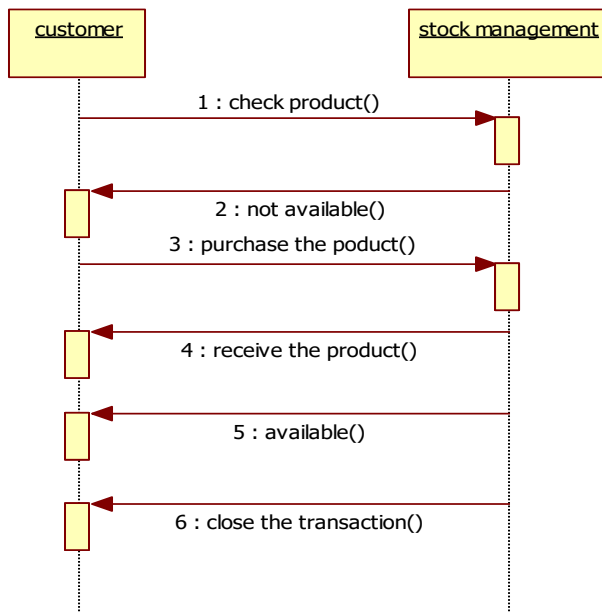 customer
stock management
1 : check product()
2 : not available()
3 : purchase the poduct()
4 : receive the product()
5 : available()
6 : close the transaction()